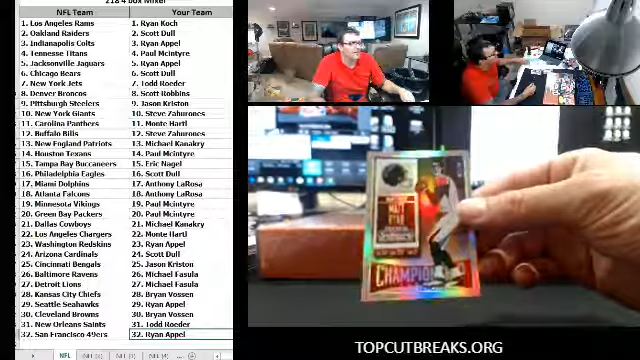 218 4 box Mixer
NFL Team Your Team
1. Los Angeles Rams 1. Ryan Koch
2. Oakland Raiders 2. Scott Dull
3. Indianapolis Colts 3. Ryan Appel
4. Tennesse Titans 4. Paul Mcintyre
5. Jacksonville Jaguars 5. Ryan Appel
6. Chicago Bears 6. Scott Dull
7. New York Jets 7. Todd Roeder
8. Denver Broncos 8. Scott Robbins
9. Pittsburgh Steelers 9. Jason Kriston
10. New York Giants 10. Steve Zahurones
11. Carolina Panthers 11. Monte Hartl
12. Buffalo Bills 12. Steve Zahurones
13. New England Patriots 13. Michael Kanakry
14. Houston Texans 14. Paul Mcintyre
15. Tampa Bay Buccaneers 15. Eric Nagel
16. Philadelphia Eagles 16. Scott Dull
17. Miami Dolphins 17. Anthony LaRosa
18. Atlanta Falcons 18. Anthony LaRosa
19. Minnesota Vikings 19. Paul Mcintyre
20. Green Bay Packers 20. Paul Mcintyre
21. Dallas Cowboys 21. Michael Kanakry
22. Los Angeles Chargers 22. Monte Hartl
23. Washington Redskins 23. Ryan Appel
24. Arizona Cardinals 24. Scott Dull
25. Cincinnati Bengals 25. Jason Kriston
26. Baltimore Ravens 26. Michael Fasula
27. Detroit Lions 27. Michael Fasula
28. Kansas City Chiefs 28. Bryan Vossen
29. Seattle Seahawks 29. Ryan Appel
30. Cleveland Browns 30. Bryan Vossen
31. New Orleans Saints 31. Todd Roeder
32. San Francisco 49ers 32. Ryan Appel
NFL
MATT
RYAN
CHAMPION
TOPCUTBREAKS.ORG